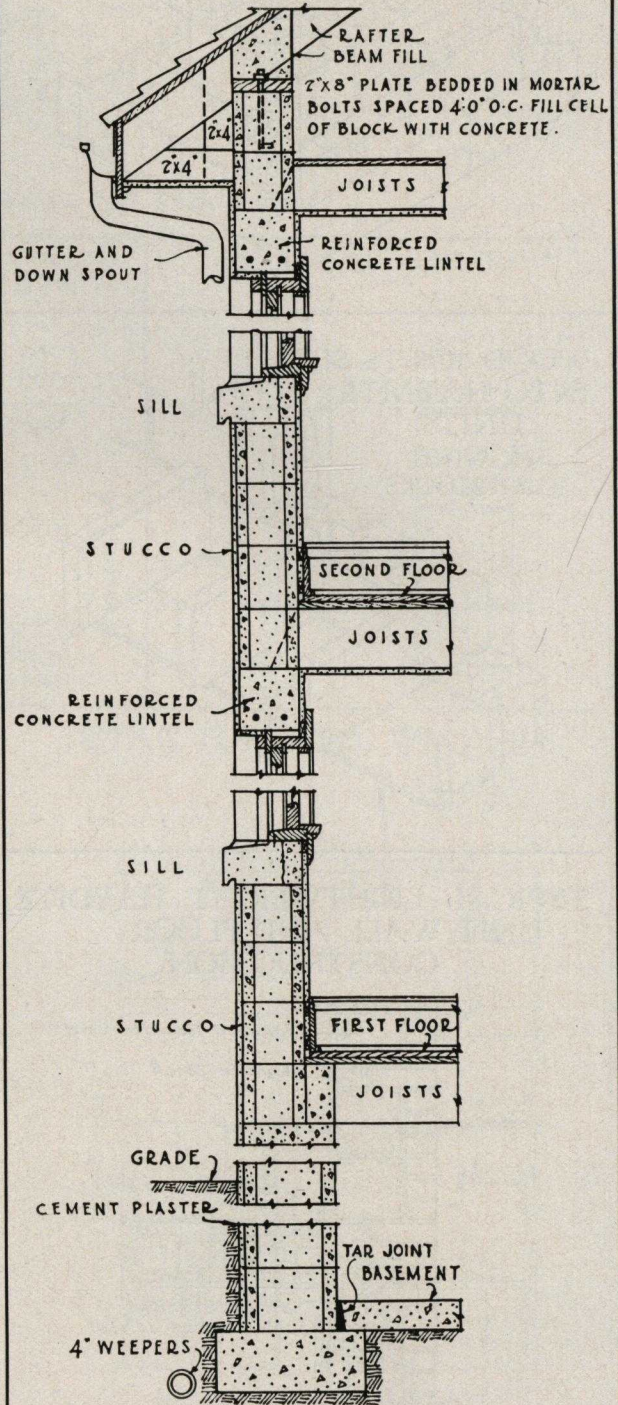 RAFTER
BEAM FILL
2"X8" PLATE BEDDED IN MORTAR
BOLTS SPACED 4'0" O·C· FILL CELL
OF BLOCK WITH CONCRETE.
2"X4"
2"X4"
JOISTS
GUTTER AND
DOWN SPOUT
REINFORCED
CONCRETE LINTEL
SILL
STUCCO
SECOND FLOOR
JOISTS
REINFORCED
CONCRETE LINTEL
SILL
STUCCO
FIRST FLOOR
JOISTS
GRADE
CEMENT PLASTER
TAR JOINT
BASEMENT
4" WEEPERS